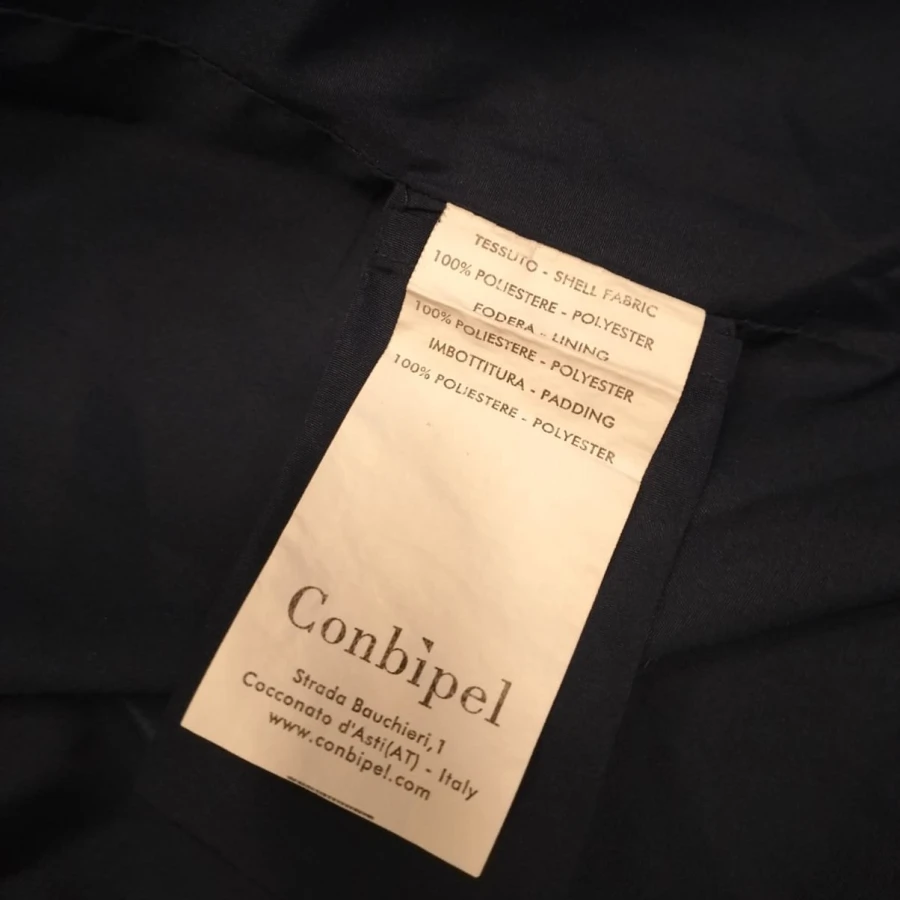 TESSUTO - SHELL FABRIC
100% POLIESTERE - POLYESTER
FODERA - LINING
100% POLIESTERE - POLYESTER
IMBOTTITURA - PADDING
100% POLIESTERE - POLYESTER
Conbipel
Strada Bauchieri,1
Cocconato d'Asti(AT) - Italy
www.conbipel.com